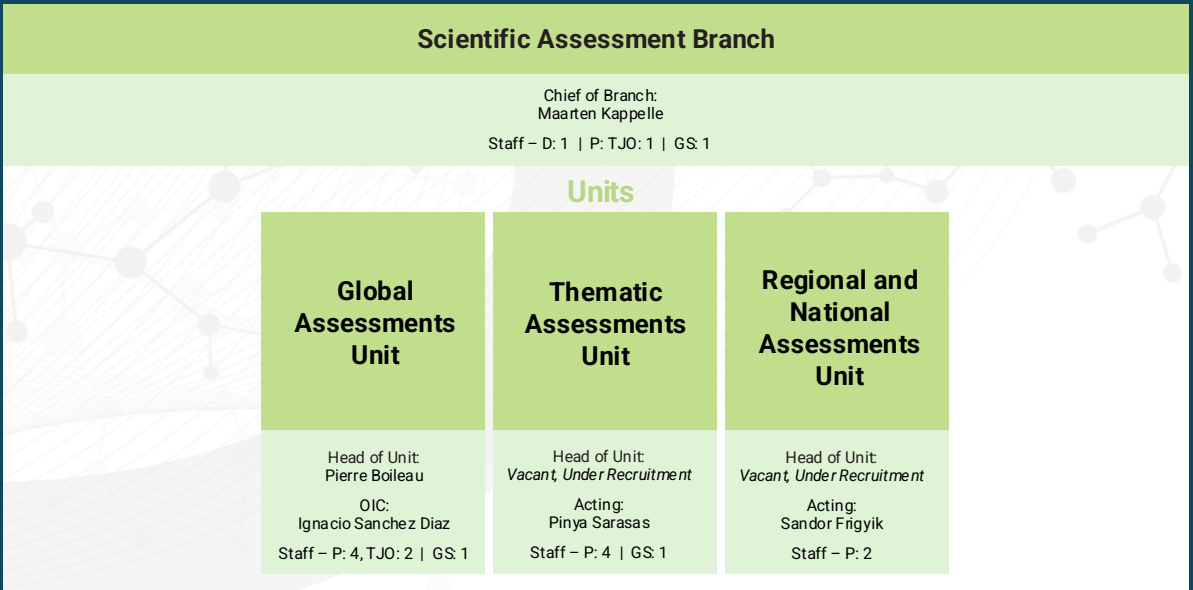 Scientific Assessment Branch
Chief of Branch:
Maarten Kappelle
Staff – D: 1 | P: TJO: 1 | GS: 1
Units
Global
Assessments
Unit
Head of Unit:
Pierre Boileau
OIC:
Ignacio Sanchez Diaz
Staff – P: 4, TJO: 2 | GS: 1
Thematic
Assessments
Unit
Head of Unit:
Vacant, Under Recruitment
Acting:
Pinya Sarasas
Staff – P: 4 | GS: 1
Regional and
National
Assessments
Unit
Head of Unit:
Vacant, Under Recruitment
Acting:
Sandor Frigyik
Staff – P: 2